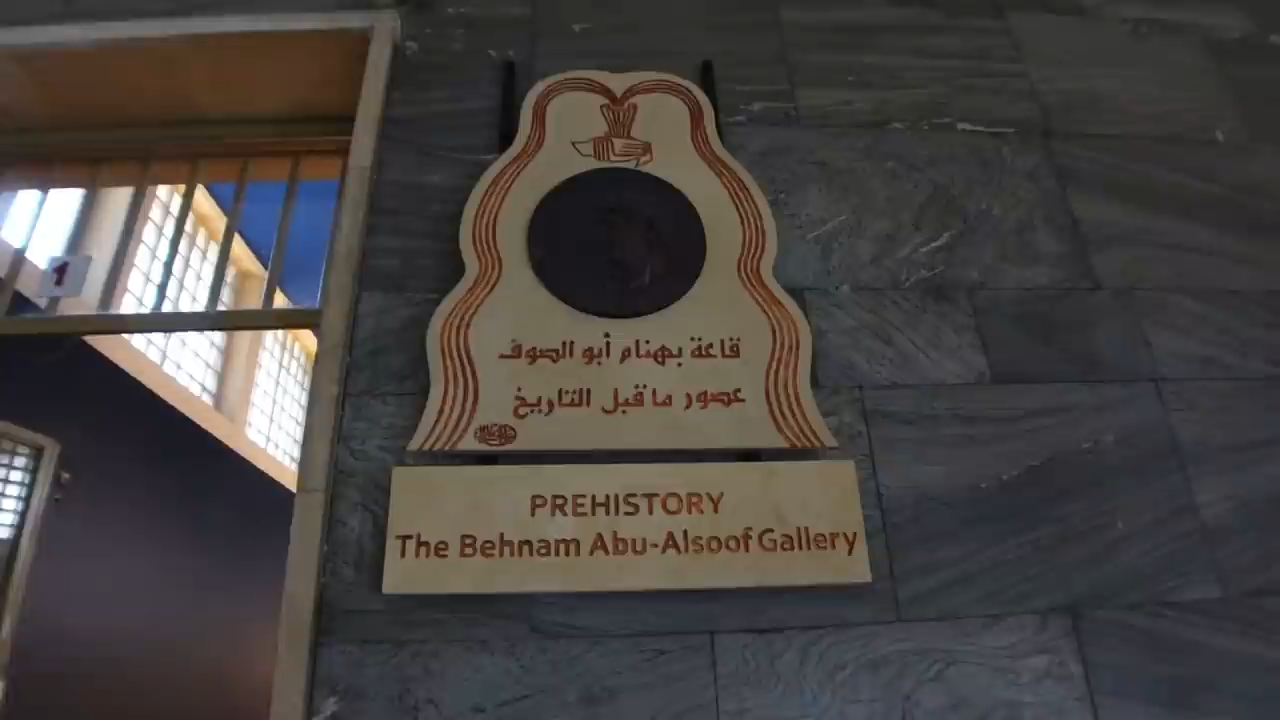 1
قاعة بهنام أبو الصوف
عصور ما قبل التاريخ
PREHISTORY
The Behnam Abu-Alsoof Gallery